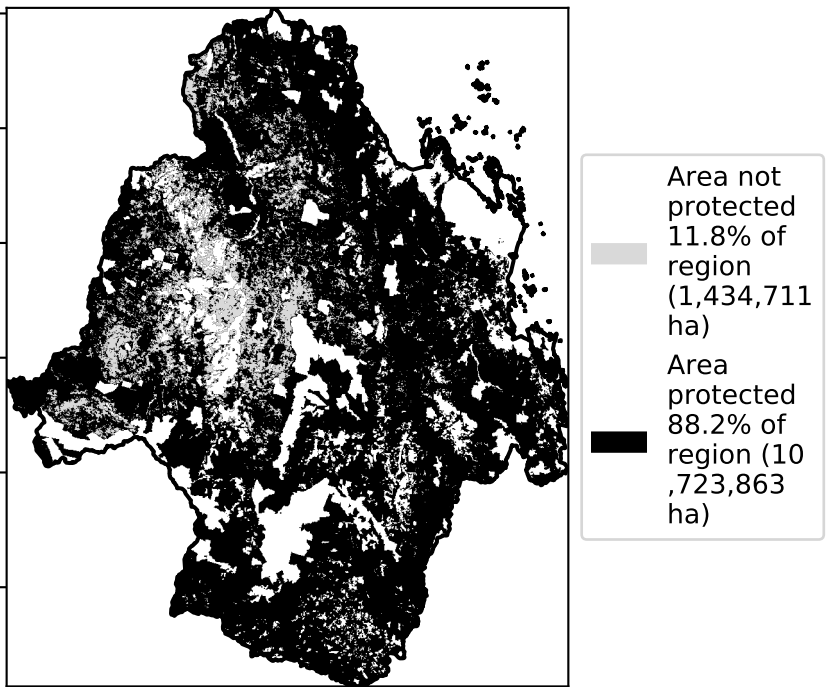 Area not
protected
11.8% of
region
(1,434,711
ha)
Area
protected
88.2% of
region (10
,723,863
ha)